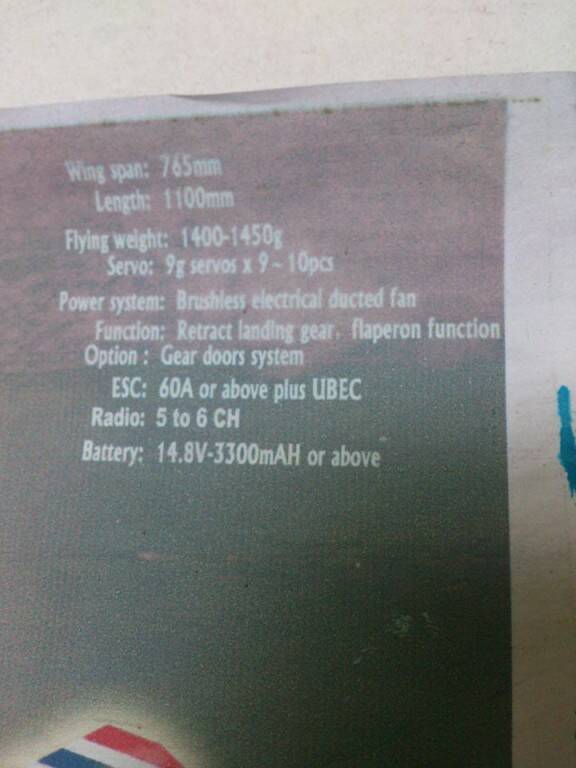 Wing span: 765mm
Length: 1100mm
Flying weight: 1400-1450g
Servo: 9g servos x 9~10pcs
Power system: Brushless electrical ducted fan
Function: Retract landing gear, flaperon function
Option : Gear doors system
ESC: 60A or above plus UBEC
Radio: 5 to 6 CH
Battery: 14.8V-3300mAH or above